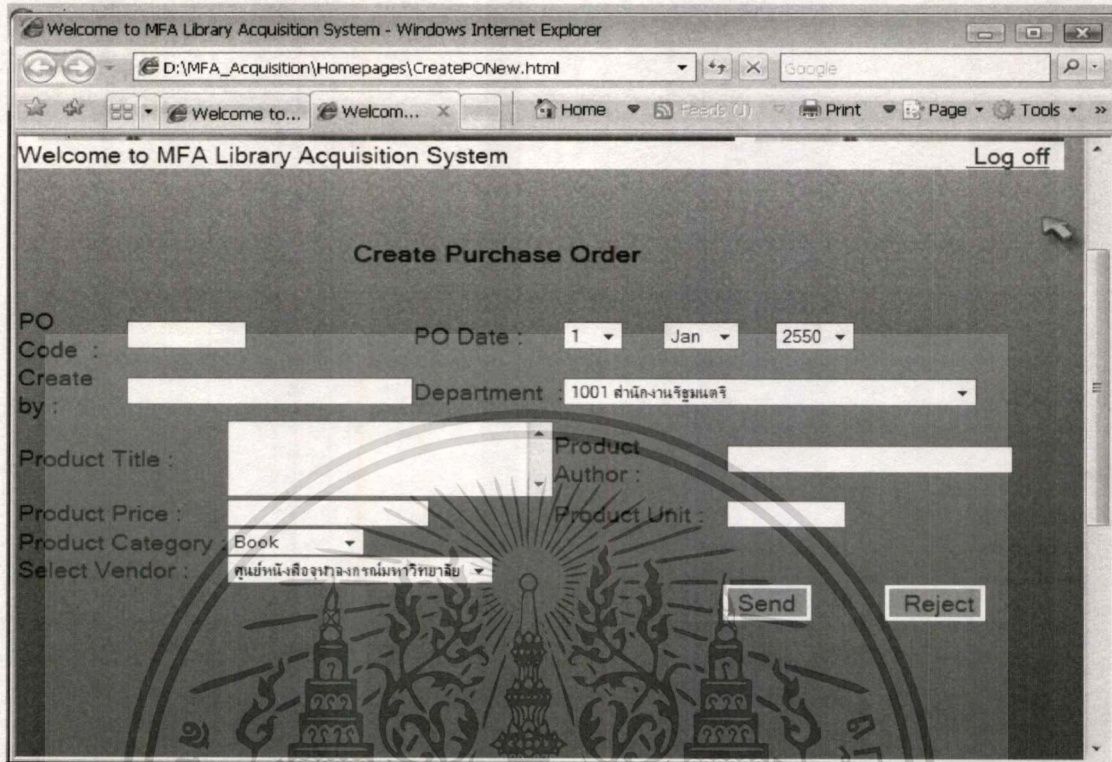 Welcome to MFA Library Acquisition System - Windows Internet Explorer
D:\MFA_Acquisition\Homepages\CreatePONew.html
Google
Welcome to... Welcom... Home Feeds (J) Print Page Tools
Welcome to MFA Library Acquisition System Log off
Create Purchase Order
PO Code : PO Date : 1 Jan 2550
Create by : Department : 1001 สำนักงานรัฐมนตรี
Product Title : Product Author :
Product Price : Product Unit :
Product Category : Book
Select Vendor : ศูนย์หนังสือจุฬาลงกรณ์มหาวิทยาลัย
Send Reject